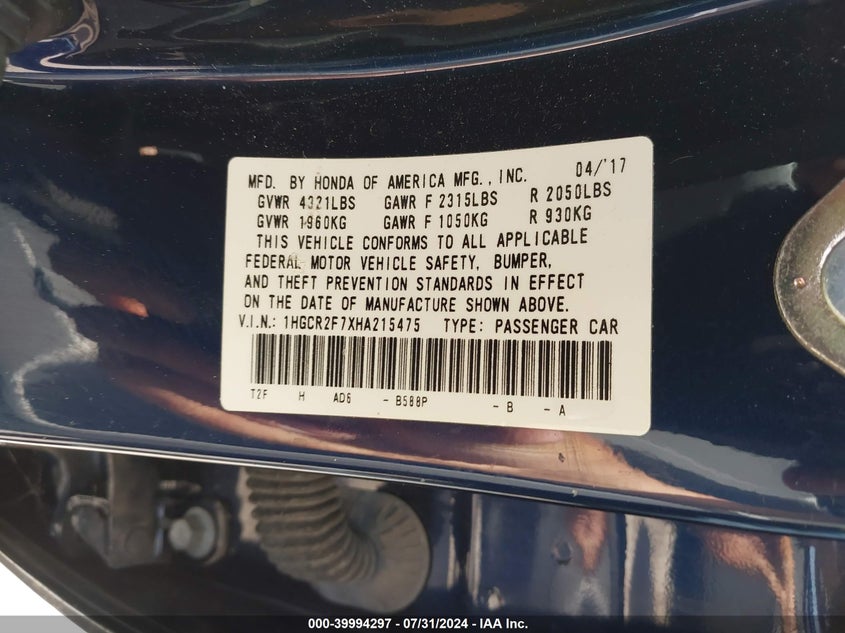 MFD. BY HONDA OF AMERICA MFG., INC. 04/'17
GVWR 4321LBS GAWR F 2315LBS R 2050LBS
GVWR 1960KG GAWR F 1050KG R 930KG
THIS VEHICLE CONFORMS TO ALL APPLICABLE
FEDERAL MOTOR VEHICLE SAFETY, BUMPER,
AND THEFT PREVENTION STANDARDS IN EFFECT
ON THE DATE OF MANUFACTURE SHOWN ABOVE.
V.I.N.: 1HGCR2F7XHA215475 TYPE: PASSENGER CAR
T2F H AD6 - B588P - B - A
000-39994297 / 07/31/2024 - IAA Inc.